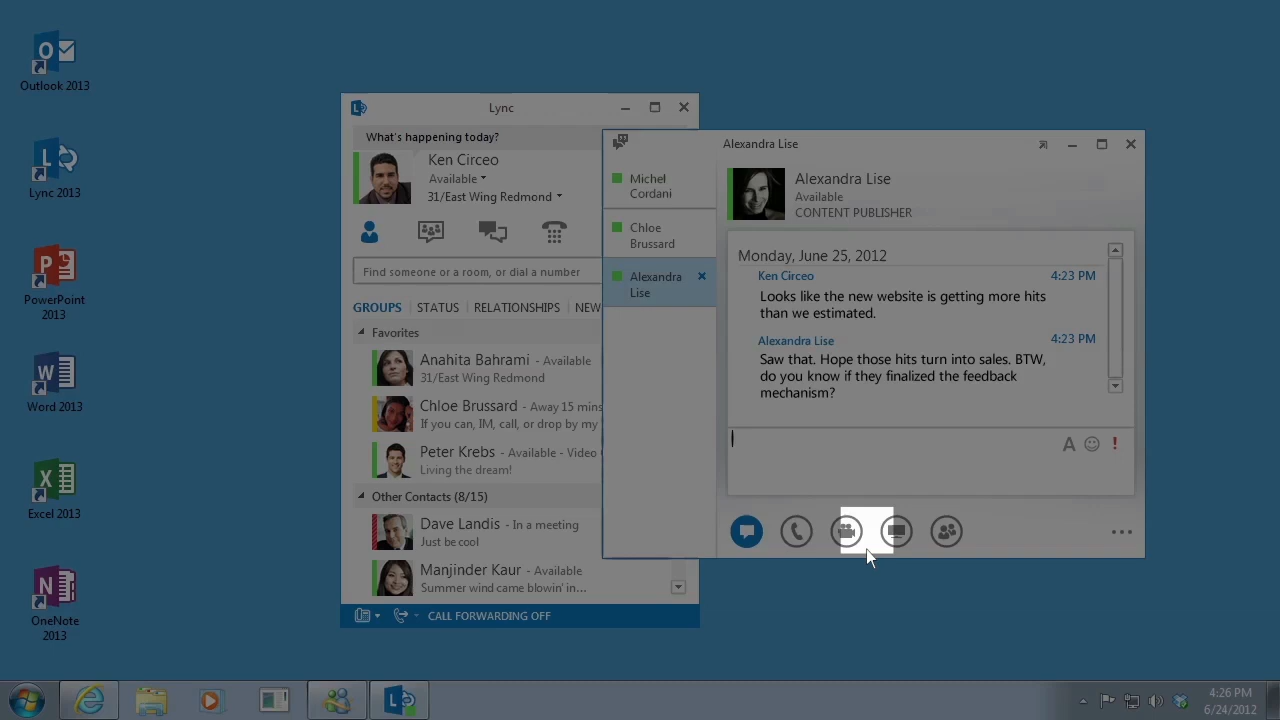 Outlook 2013
Lync 2013
PowerPoint
2013
Word 2013
Excel 2013
OneNote
2013
Lync
What's happening today?
Ken Circeo
Available
31/East Wing Redmond
Find someone or a room, or dial a number
GROUPS
STATUS
RELATIONSHIPS
NEW
Favorites
Anahita Bahrami - Available
31/East Wing Redmond
Chloe Brussard - Away 15 mins
If you can, IM, call, or drop by my
Peter Krebs - Available - Video
Living the dream!
Other Contacts (8/15)
Dave Landis - In a meeting
Just be cool
Manjinder Kaur - Available
Summer wind came blowin' in...
CALL FORWARDING OFF
Alexandra Lise
Michel
Cordani
Chloe
Brussard
Alexandra
Lise
Alexandra Lise
Available
CONTENT PUBLISHER
Monday, June 25, 2012
Ken Circeo 4:23 PM
Looks like the new website is getting more hits
than we estimated.
Alexandra Lise 4:23 PM
Saw that. Hope those hits turn into sales. BTW,
do you know if they finalized the feedback
mechanism?
A
!
4:26 PM
6/24/2012